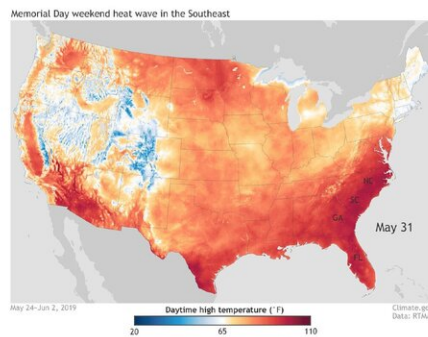 Memorial Day weekend heat wave in the Southeast
NC
SC
GA
May 31
FL
May 24-Jun 2, 2019
Daytime high temperature (°F)
20
65
110
Climate.go
Data: RTMA